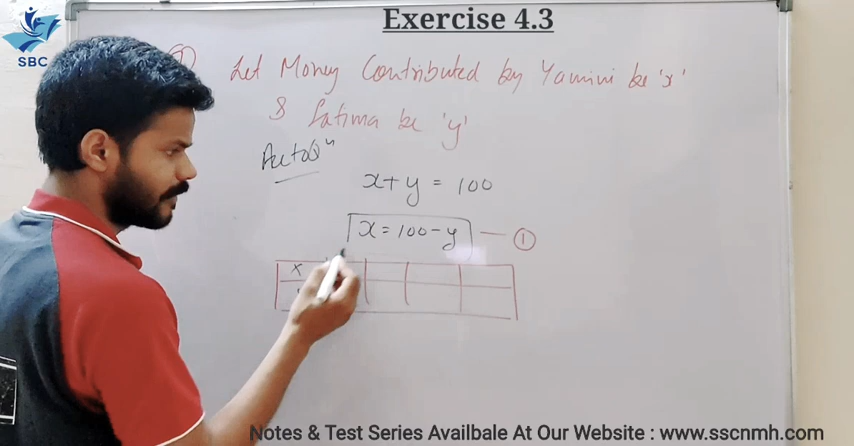 Exercise 4.3
SBC
① Let Money Contributed by Yamini be 'x'
& Fatima be 'y'
x + y = 100
x = 100 - y — ①
x
Notes & Test Series Availbale At Our Website : www.sscnmh.com